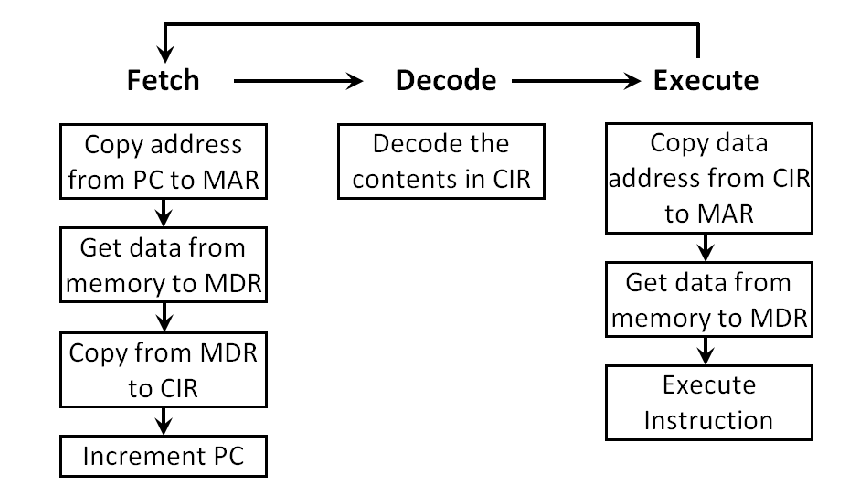 Fetch
Decode
Execute
Copy address
from PC to MAR
Get data from
memory to MDR
Copy from MDR
to CIR
Increment PC
Decode the
contents in CIR
Copy data
address from CIR
to MAR
Get data from
memory to MDR
Execute
Instruction